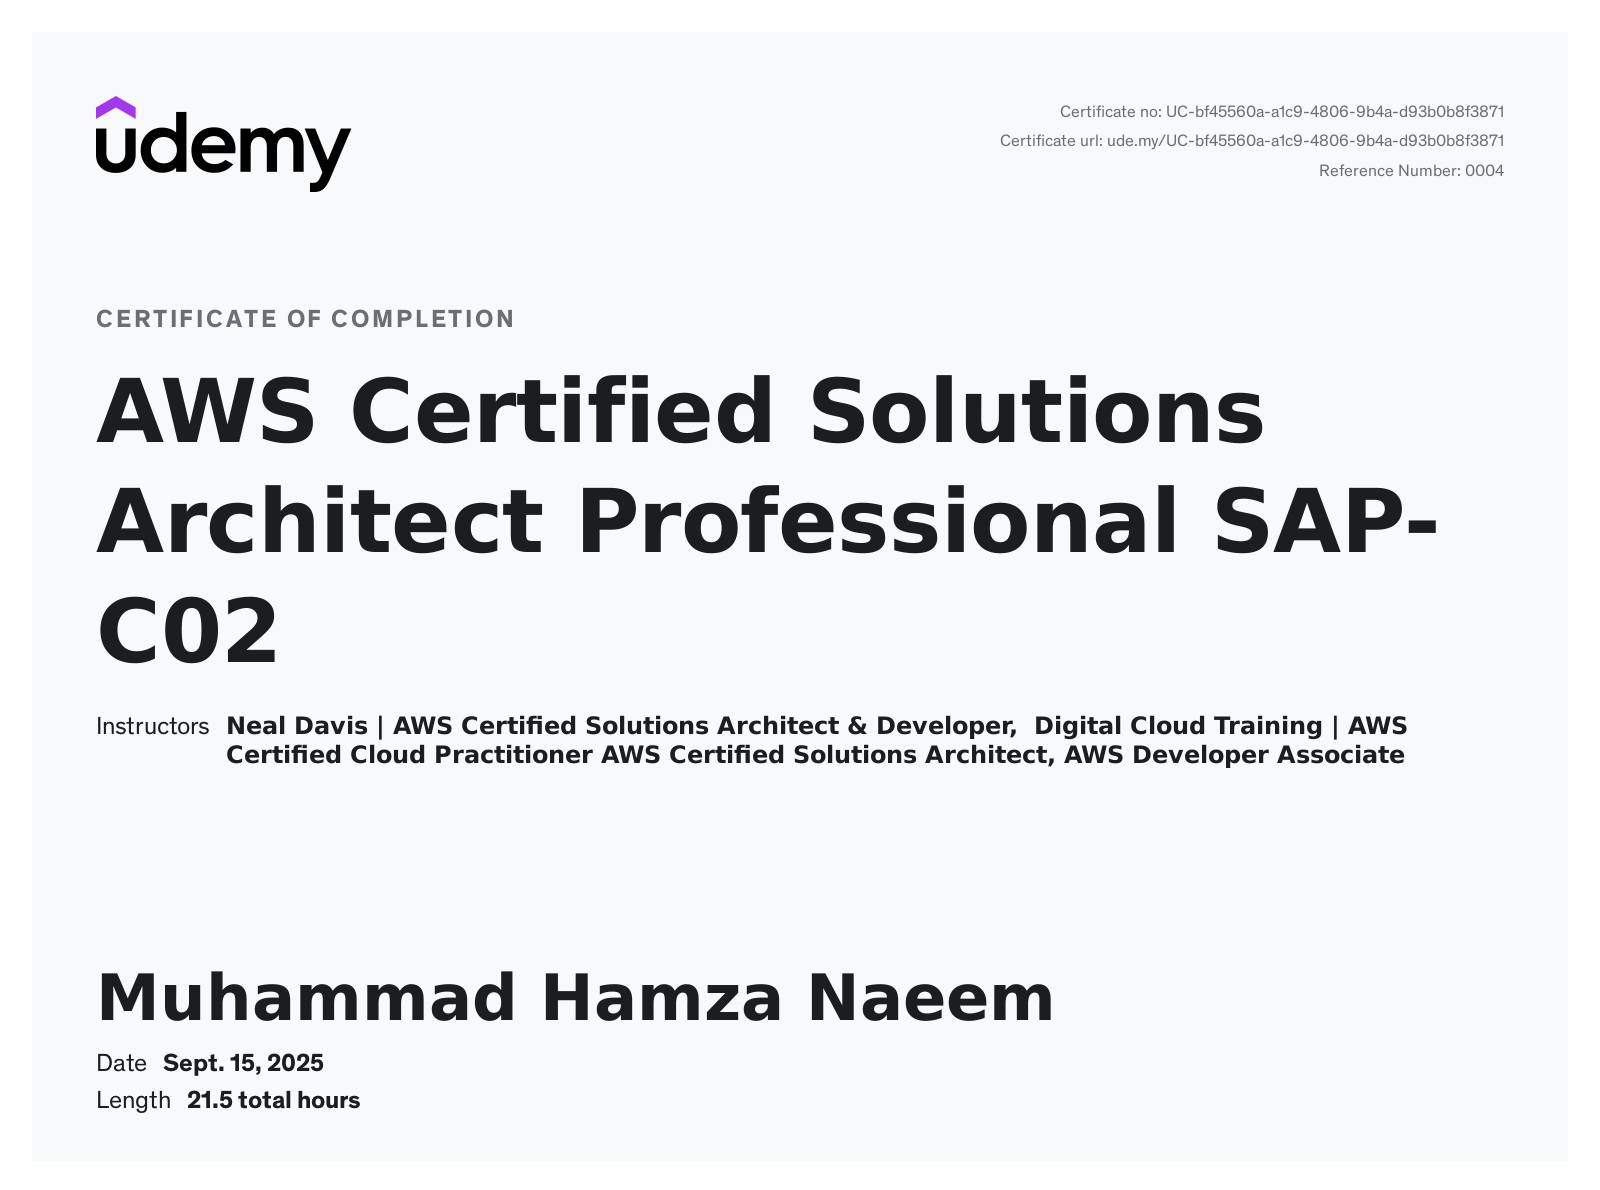 udemy
Certificate no: UC-bf45560a-a1c9-4806-9b4a-d93b0b8f3871
Certificate url: ude.my/UC-bf45560a-a1c9-4806-9b4a-d93b0b8f3871
Reference Number: 0004
CERTIFICATE OF COMPLETION
AWS Certified Solutions
Architect Professional SAP-
C02
Instructors Neal Davis | AWS Certified Solutions Architect & Developer, Digital Cloud Training | AWS
Certified Cloud Practitioner AWS Certified Solutions Architect, AWS Developer Associate
Muhammad Hamza Naeem
Date Sept. 15, 2025
Length 21.5 total hours